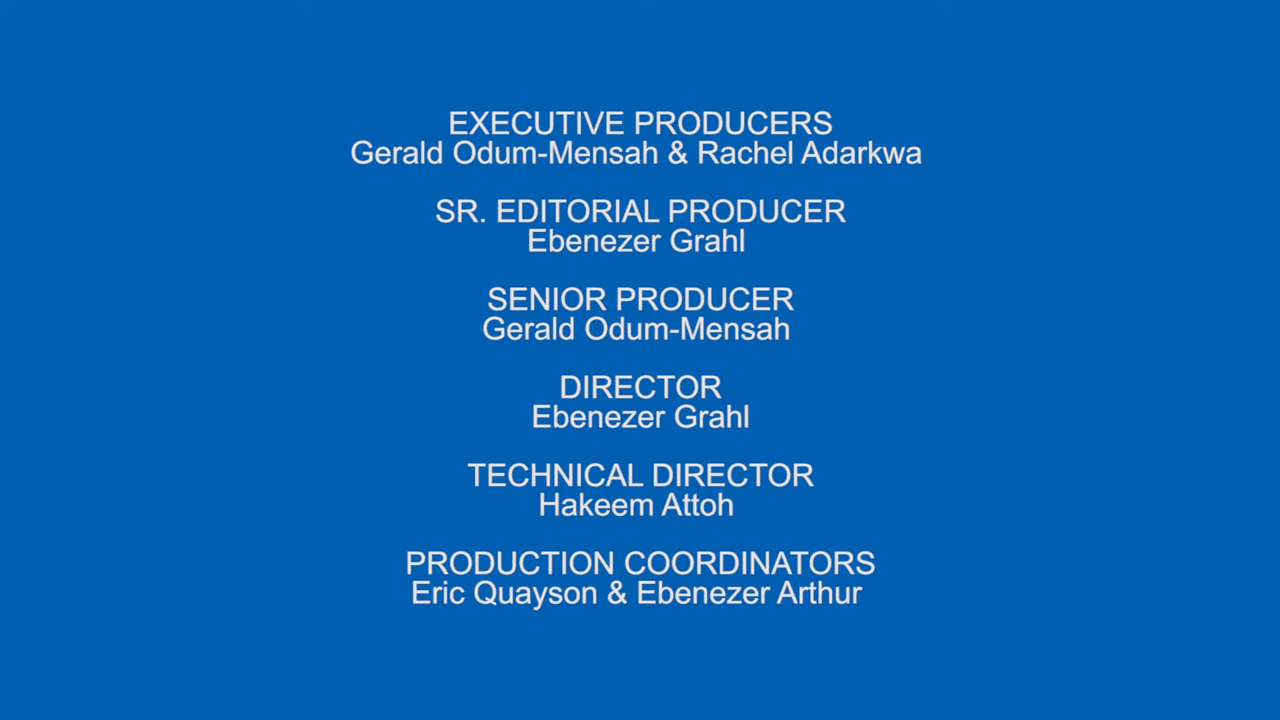 EXECUTIVE PRODUCERS
Gerald Odum-Mensah & Rachel Adarkwa
SR. EDITORIAL PRODUCER
Ebenezer Grahl
SENIOR PRODUCER
Gerald Odum-Mensah
DIRECTOR
Ebenezer Grahl
TECHNICAL DIRECTOR
Hakeem Attoh
PRODUCTION COORDINATORS
Eric Quayson & Ebenezer Arthur